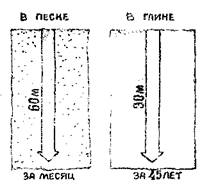 В ПЕСКЕ
60м
ЗА МЕСЯЦ
В ГЛИНЕ
30м
ЗА 45 ЛЕТ